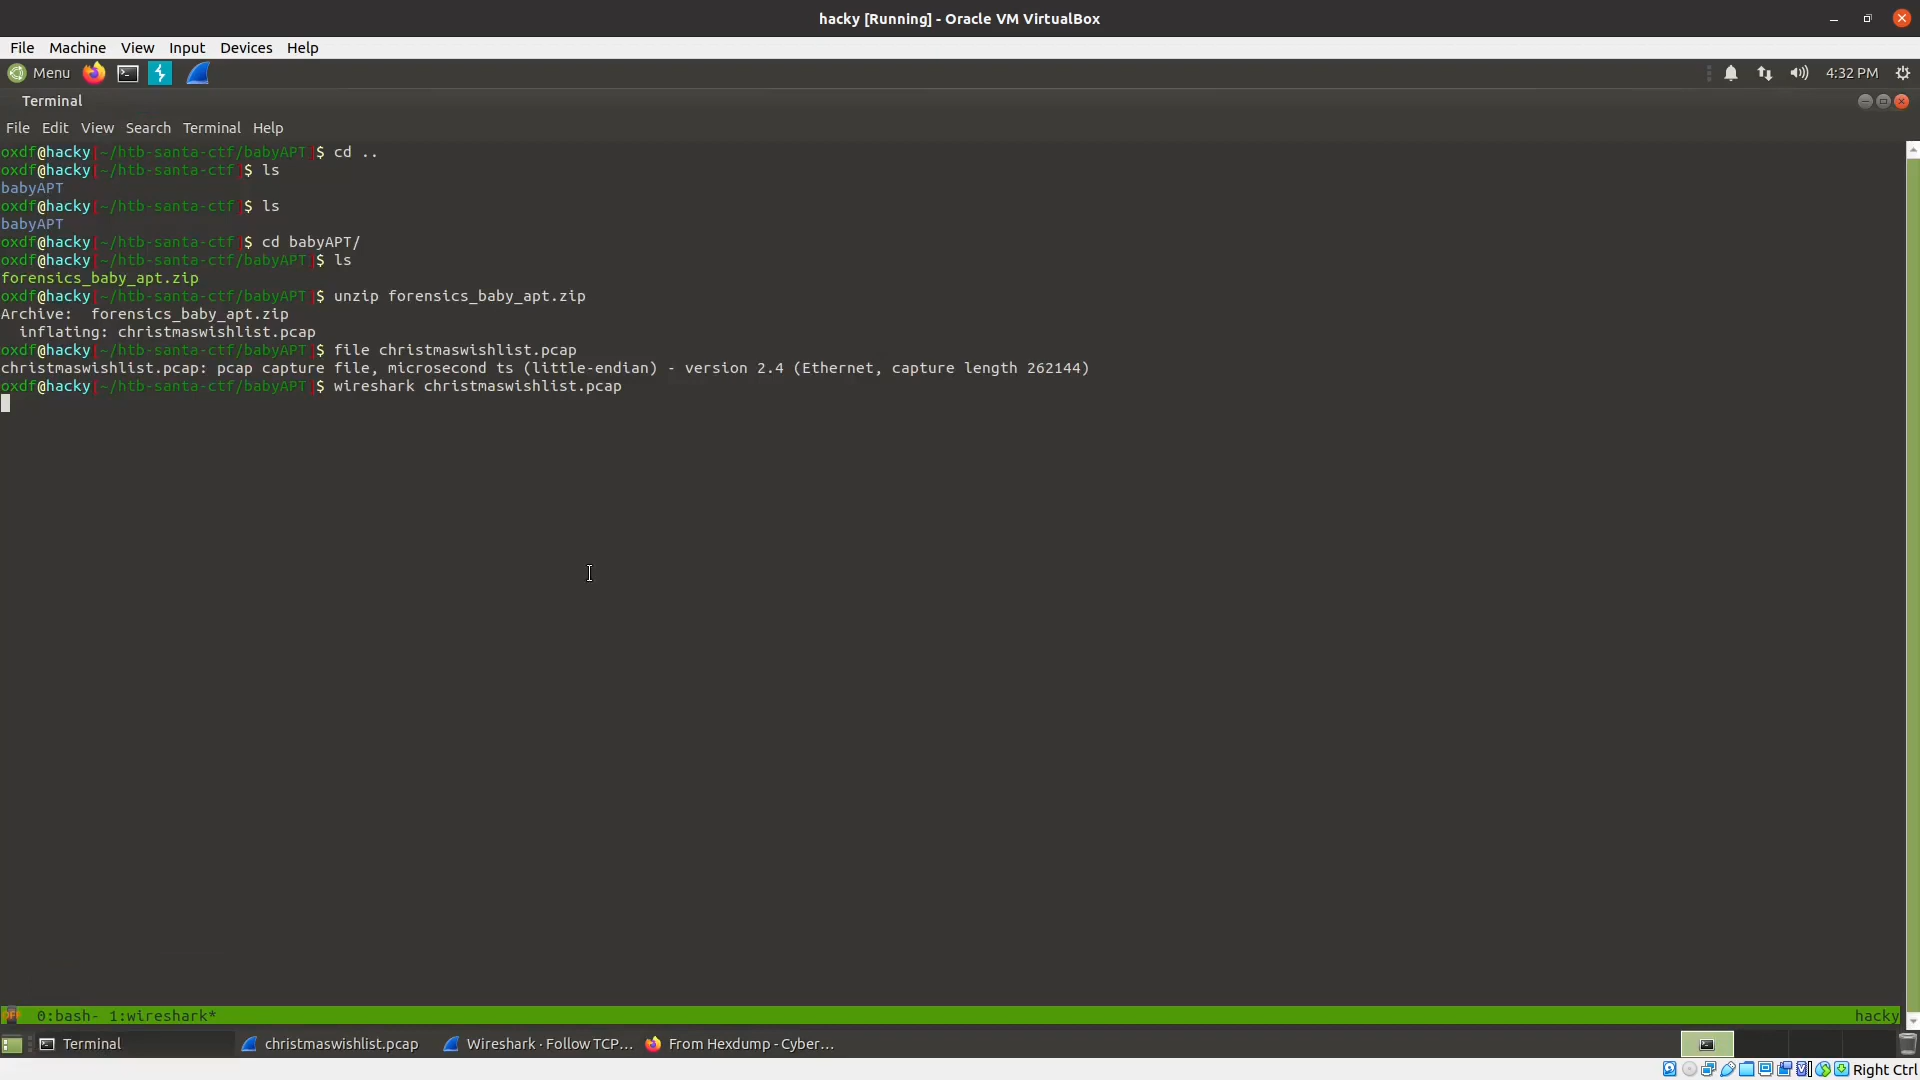 hacky [Running] - Oracle VM VirtualBox
File Machine View Input Devices Help
Menu 4:32 PM
Terminal
File Edit View Search Terminal Help
oxdf@hacky[~/htb-santa-ctf/babyAPT]$ cd ..
oxdf@hacky[~/htb-santa-ctf]$ ls
babyAPT
oxdf@hacky[~/htb-santa-ctf]$ ls
babyAPT
oxdf@hacky[~/htb-santa-ctf]$ cd babyAPT/
oxdf@hacky[~/htb-santa-ctf/babyAPT]$ ls
forensics_baby_apt.zip
oxdf@hacky[~/htb-santa-ctf/babyAPT]$ unzip forensics_baby_apt.zip
Archive:  forensics_baby_apt.zip
  inflating: christmaswishlist.pcap
oxdf@hacky[~/htb-santa-ctf/babyAPT]$ file christmaswishlist.pcap
christmaswishlist.pcap: pcap capture file, microsecond ts (little-endian) - version 2.4 (Ethernet, capture length 262144)
oxdf@hacky[~/htb-santa-ctf/babyAPT]$ wireshark christmaswishlist.pcap
0:bash- 1:wireshark* hacky
Terminal christmaswishlist.pcap Wireshark · Follow TCP... From Hexdump - Cyber...
Right Ctrl